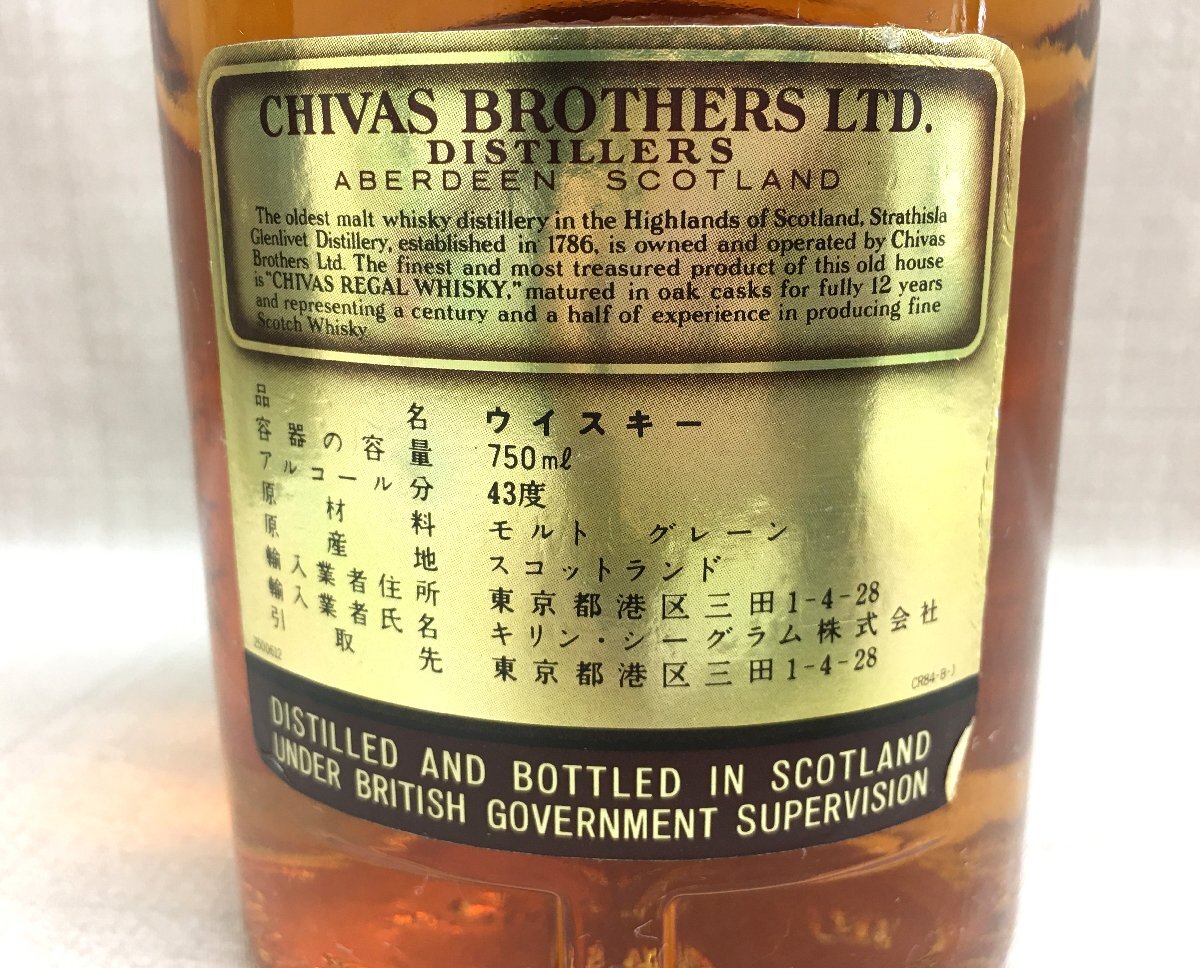 CHIVAS BROTHERS LTD.
DISTILLERS
ABERDEEN SCOTLAND
The oldest malt whisky distillery in the Highlands of Scotland, Strathisla
Glenlivet Distillery, established in 1786, is owned and operated by Chivas
Brothers Ltd. The finest and most treasured product of this old house
is "CHIVAS REGAL WHISKY," matured in oak casks for fully 12 years
and representing a century and a half of experience in producing fine
Scotch Whisky
品名 ウイスキー
容器の容量 750ml
アルコール分 43度
原材料 モルト グレーン
原産地 スコットランド
輸入業者住所 東京都港区三田1-4-28
輸入業者氏名 キリン・シーグラム株式会社
引取先 東京都港区三田1-4-28
2500612
CR84-B-J
DISTILLED AND BOTTLED IN SCOTLAND
UNDER BRITISH GOVERNMENT SUPERVISION